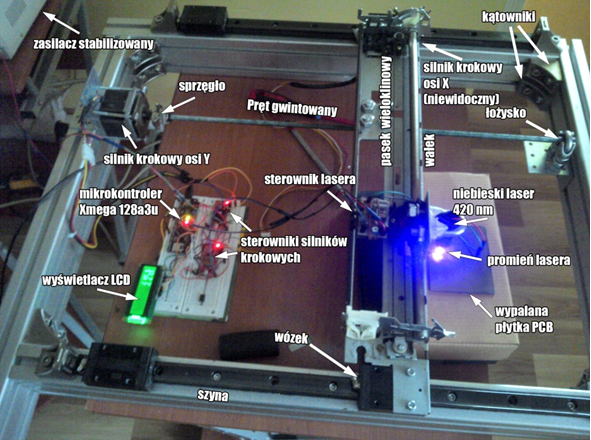 kątowniki
zasilacz stabilizowany
silnik krokowy
osi X
(niewidoczny)
sprzęgło
Pręt gwintowany
pasek wieloklinowy
wałek
łożysko
silnik krokowy osi Y
sterownik lasera
mikrokontroler
Xmega 128a3u
niebieski laser
420 nm
sterowniki silników
krokowych
promień lasera
wyświetlacz LCD
wypalana
płytka PCB
wózek
szyna